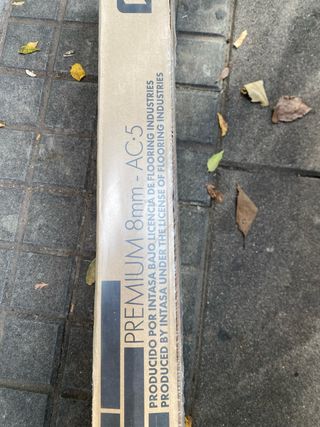 PREMIUM 8mm - AC-5
PRODUCIDO POR INTASA BAJO LICENCIA DE FLOORING INDUSTRIES
PRODUCED BY INTASA UNDER THE LICENSE OF FLOORING INDUSTRIES